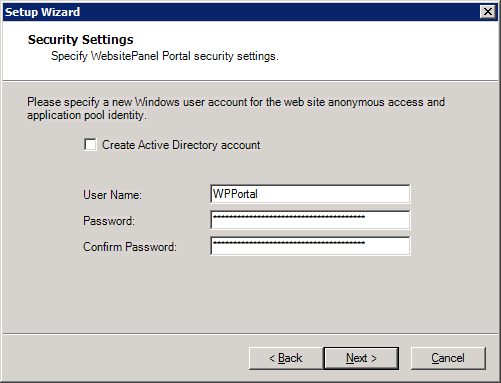 Setup Wizard
Security Settings
Specify WebsitePanel Portal security settings.
Please specify a new Windows user account for the web site anonymous access and
application pool identity.
Create Active Directory account
User Name: WPPortal
Password:
Confirm Password:
< Back Next > Cancel